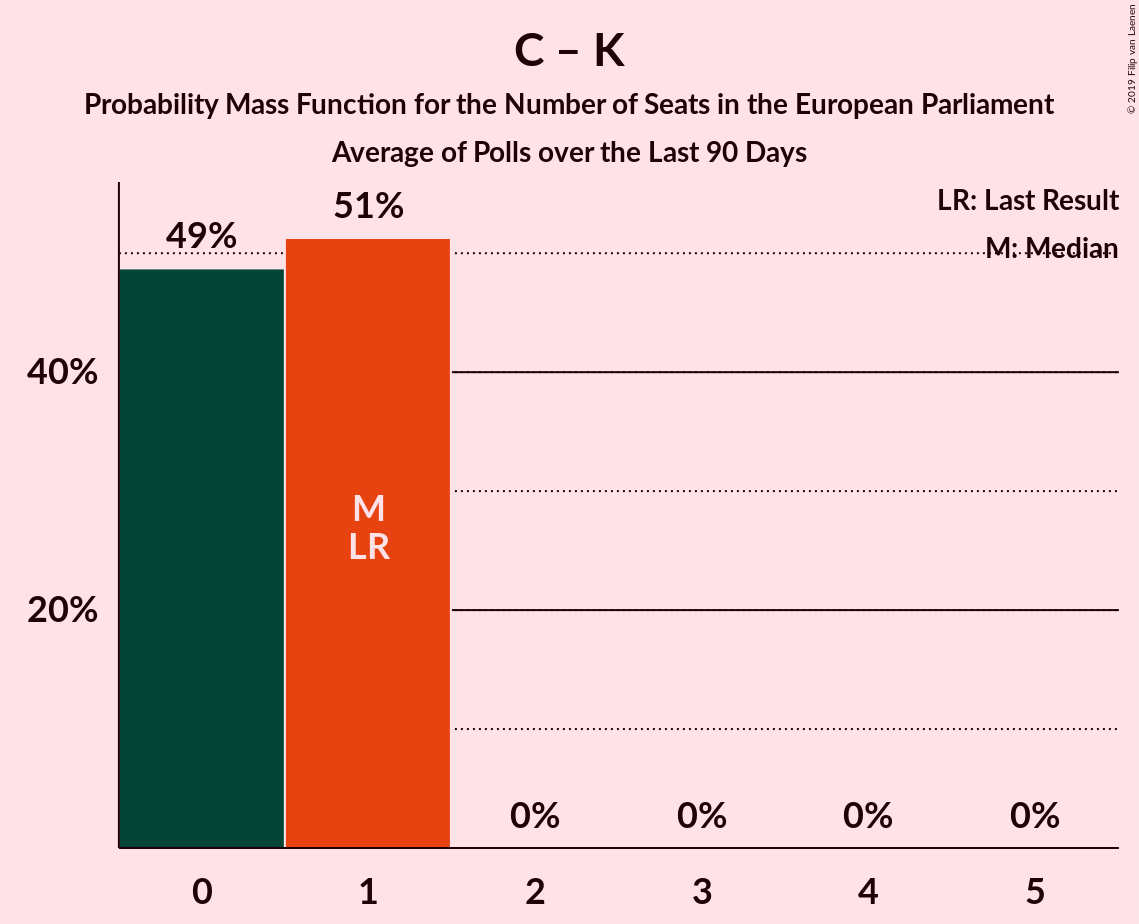 C – K
Probability Mass Function for the Number of Seats in the European Parliament
Average of Polls over the Last 90 Days
© 2019 Filip van Laenen
LR: Last Result
M: Median
49%
51%
40%
20%
M
LR
0%
0%
0%
0%
0
1
2
3
4
5